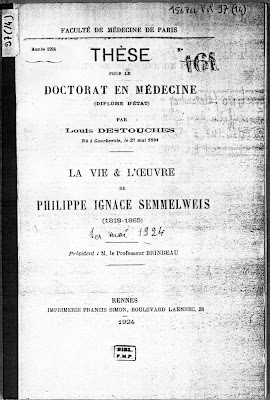 FACULTÉ DE MÉDECINE DE PARIS
97(14)
Année 1924
THÈSE
N°
161
POUR LE
DOCTORAT EN MÉDECINE
(DIPLOME D'ÉTAT)
PAR
Louis DESTOUCHES
Né à Courbevoie, le 27 mai 1894
LA VIE & L'ŒUVRE
DE
PHILIPPE IGNACE SEMMELWEIS
(1818-1865)
1er mai 1924
Président : M. le Professeur BRINDEAU
RENNES
IMPRIMERIE FRANCIS SIMON, BOULEVARD LAENNEC, 23
1924
BIBL.
F.M.P.